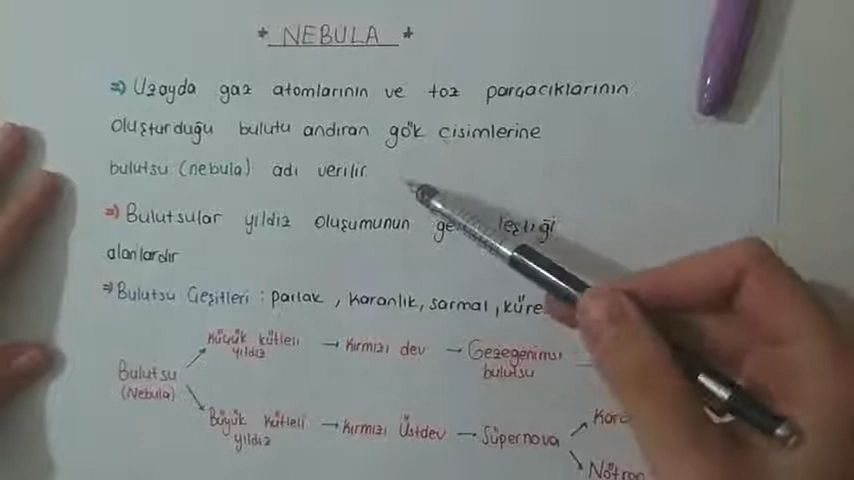 * NEBULA *
⇒ Uzayda gaz atomlarının ve toz parçacıklarının
oluşturduğu bulutu andıran gök cisimlerine
bulutsu (nebula) adı verilir.
⇒ Bulutsular yıldız oluşumunun
alanlardır
⇒ Bulutsu Çeşitleri : parlak , karanlık, sarmal ,
Küçük kütleli → Kırmızı dev → Gezegenimsi
yıldız bulutsu
Bulutsu
(Nebula)
Büyük kütleli → Kırmızı Üstdev → Süpernova
yıldız
Nötron